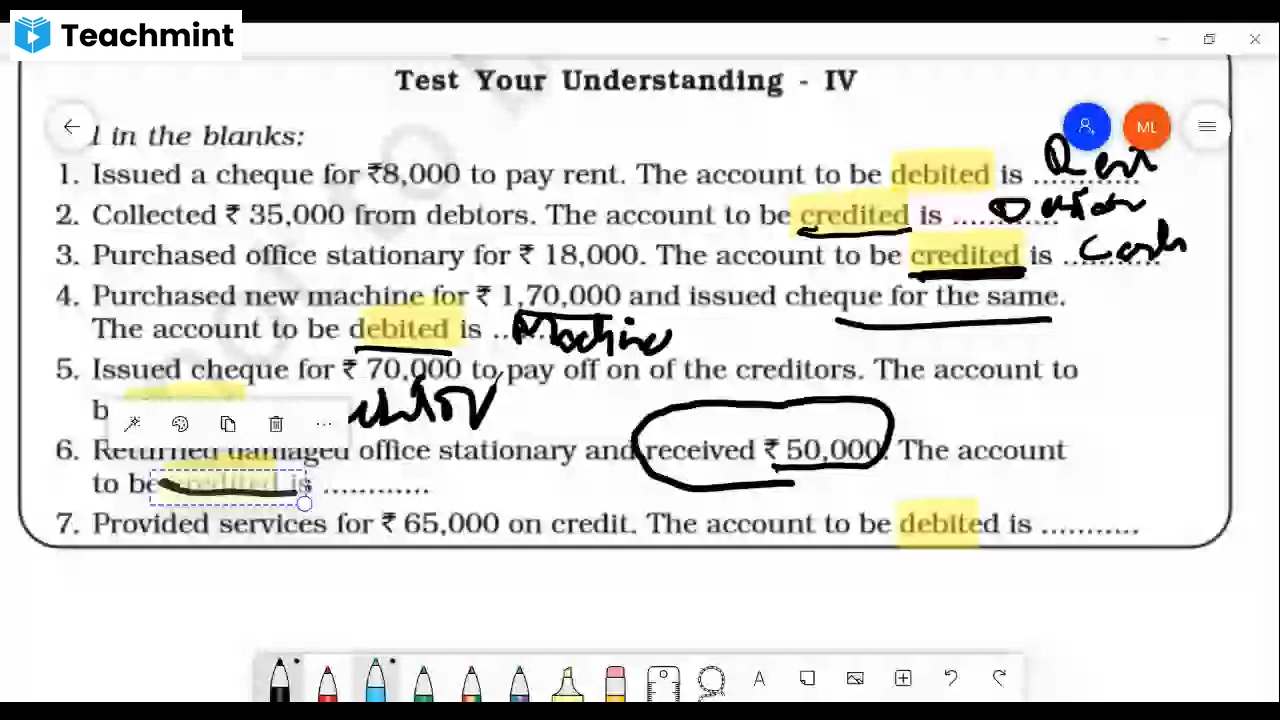 Teachmint
Test Your Understanding - IV
ML
l in the blanks:
1. Issued a cheque for ₹8,000 to pay rent. The account to be debited is ............ Rent
2. Collected ₹ 35,000 from debtors. The account to be credited is ............
3. Purchased office stationary for ₹ 18,000. The account to be credited is ............ Cash
4. Purchased new machine for ₹ 1,70,000 and issued cheque for the same.
The account to be debited is ..... Machine
5. Issued cheque for ₹ 70,000 to pay off on of the creditors. The account to
b
6. Returned damaged office stationary and received ₹ 50,000. The account
to be credited is ............
7. Provided services for ₹ 65,000 on credit. The account to be debited is ...........
A